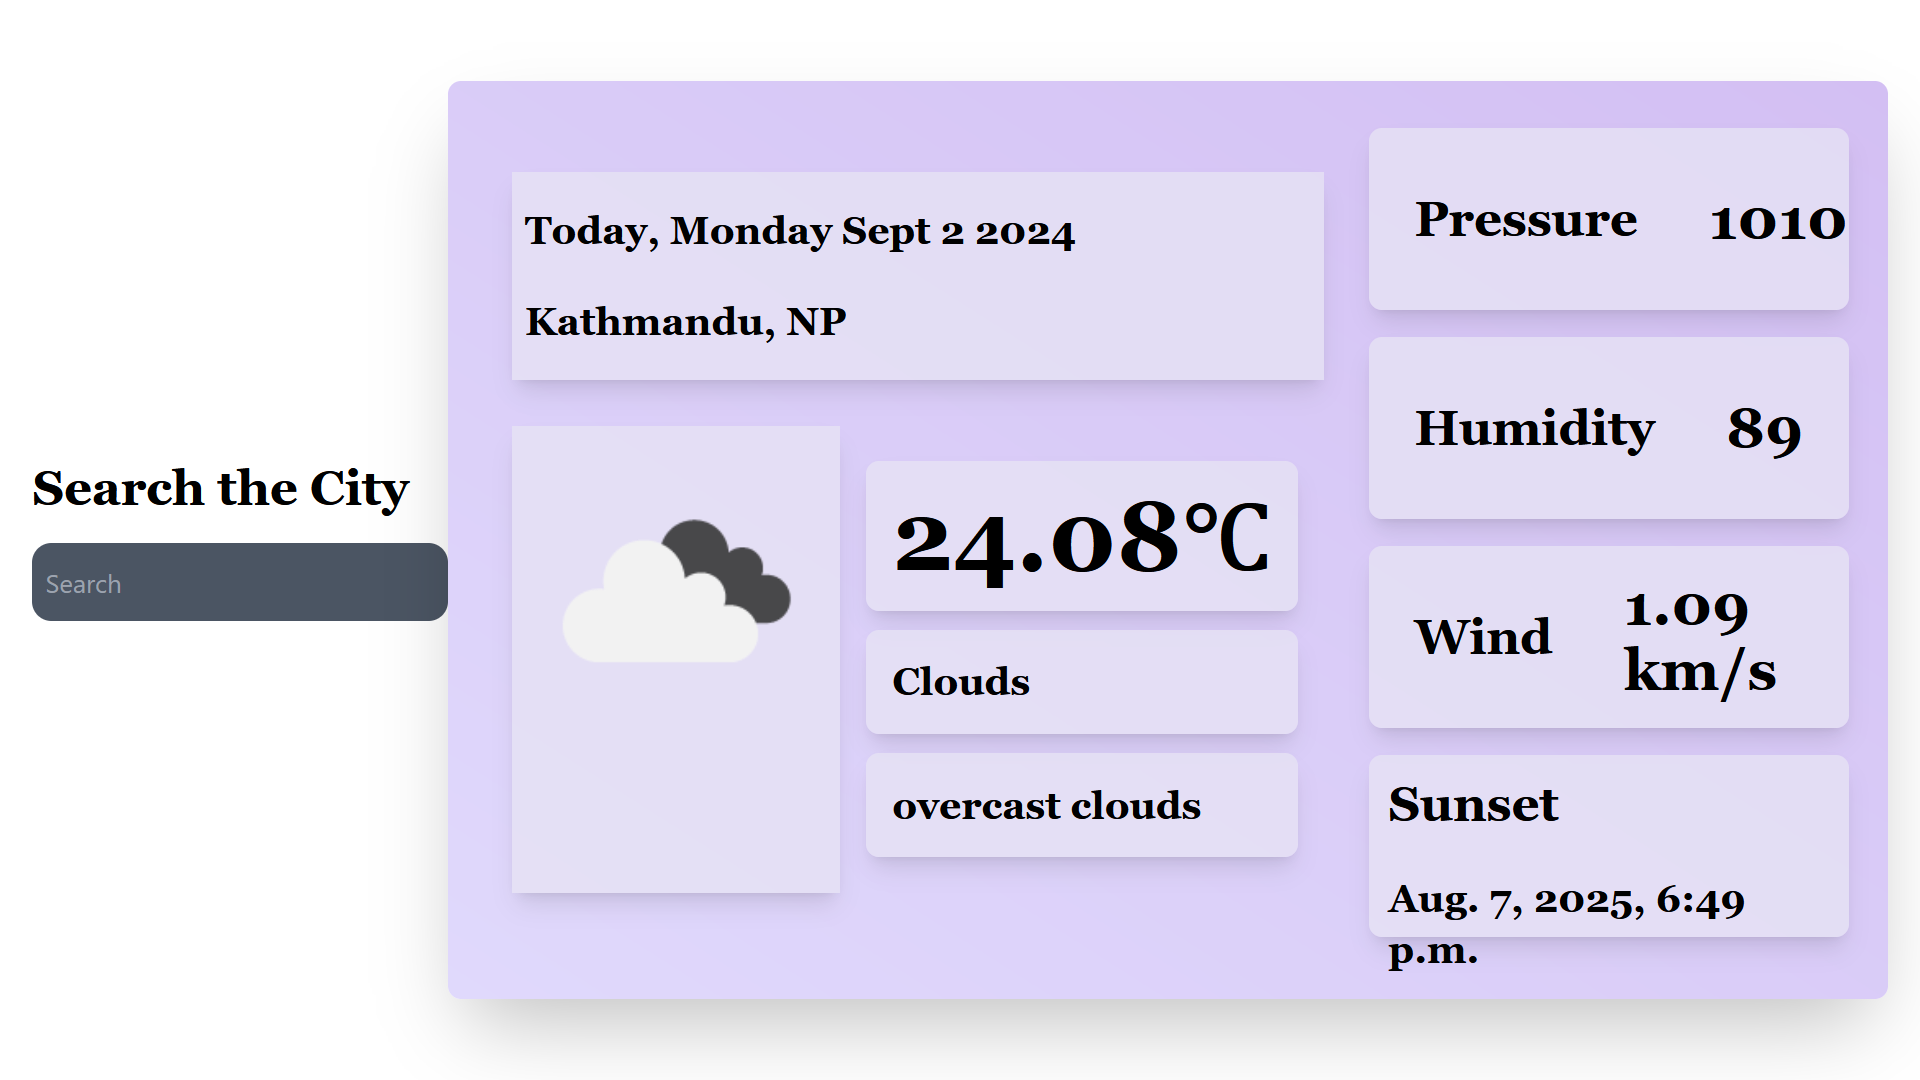 Search the City
Search
Today, Monday Sept 2 2024
Kathmandu, NP
24.08℃
Clouds
overcast clouds
Pressure 1010
Humidity 89
Wind 1.09
km/s
Sunset
Aug. 7, 2025, 6:49
p.m.